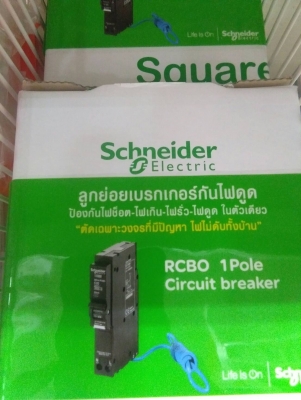 Life Is On
Schneider
Electric
Square
Schneider
Electric
ลูกย่อยเบรกเกอร์กันไฟดูด
ป้องกันไฟช็อต-ไฟเกิน-ไฟรั่ว-ไฟดูด ในตัวเดียว
"ตัดเฉพาะวงจรที่มีปัญหา ไฟไม่ดับทั้งบ้าน"
Schneider
RCBO 1Pole
Circuit breaker
Life Is On
Schn